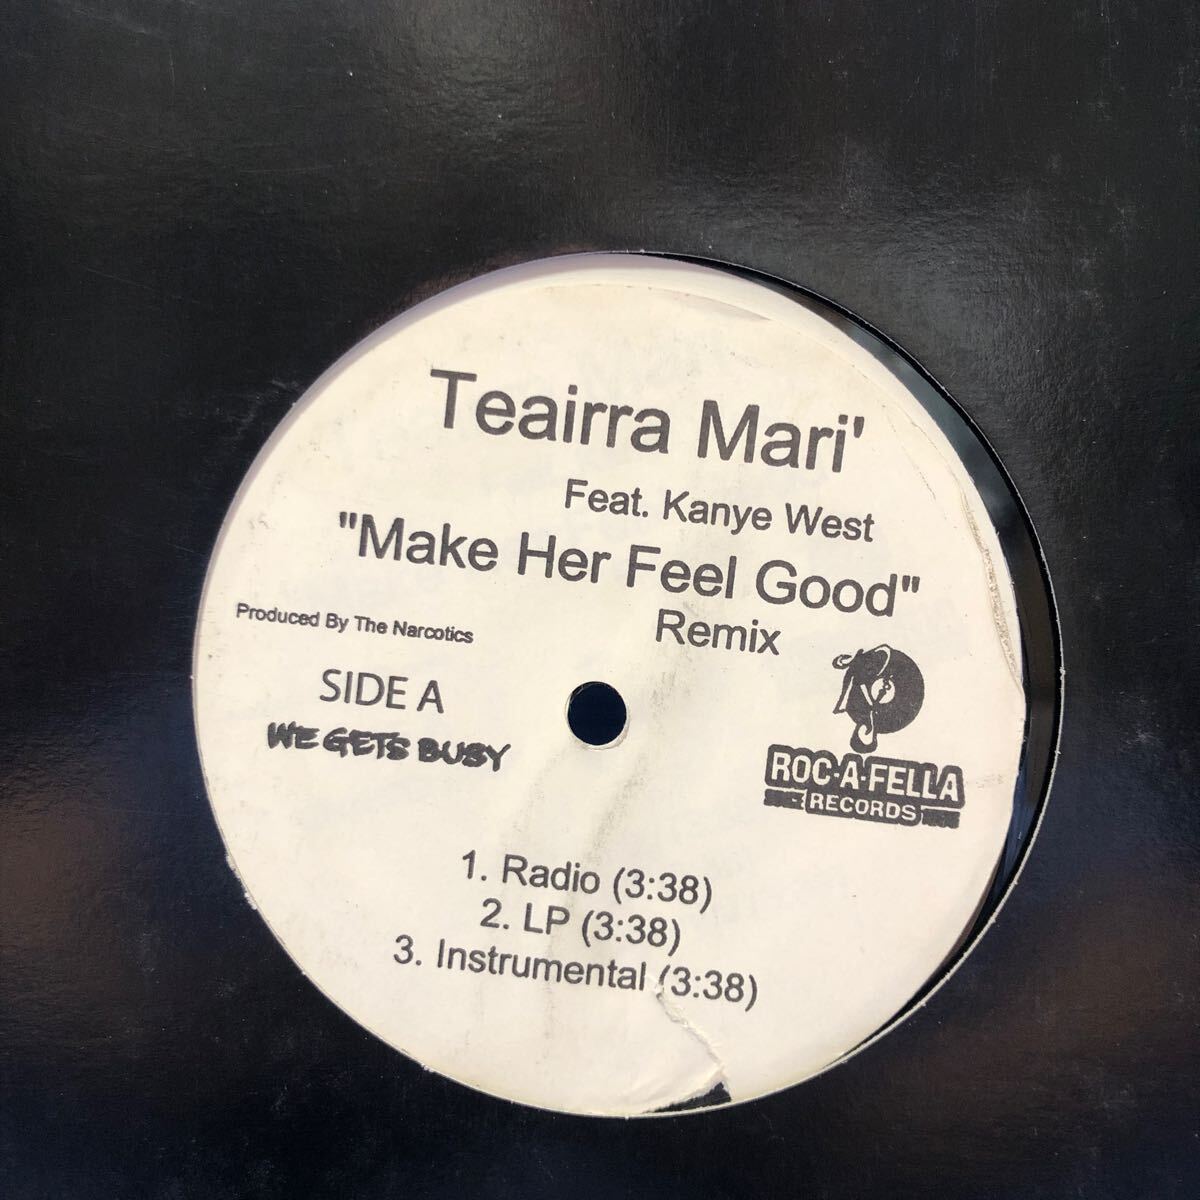 Teairra Mari'
Feat. Kanye West
"Make Her Feel Good"
Remix
Produced By The Narcotics
SIDE A
WE GETS BUSY
ROC-A-FELLA
RECORDS
1. Radio (3:38)
2. LP (3:38)
3. Instrumental (3:38)